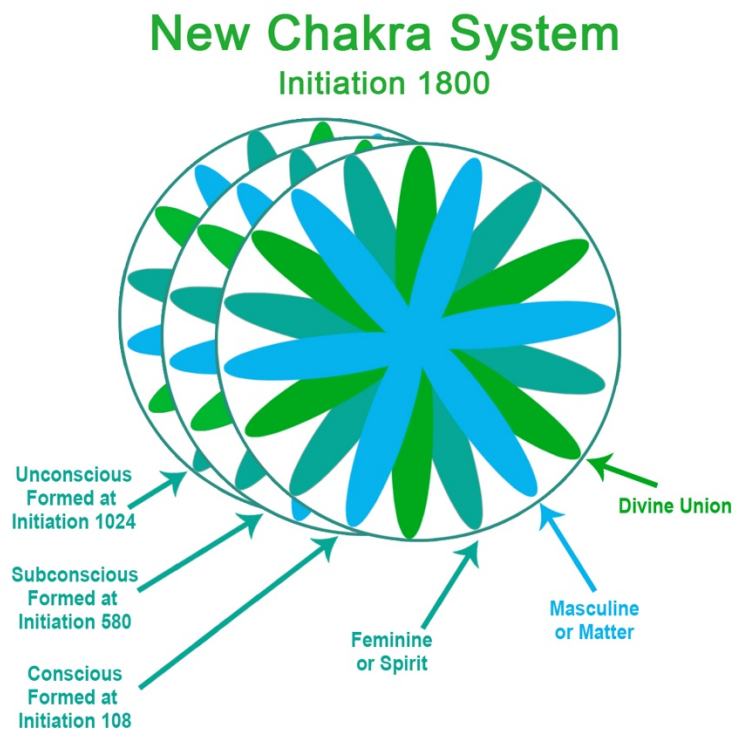 New Chakra System
Initiation 1800
Unconscious
Formed at
Initiation 1024
Subconscious
Formed at
Initiation 580
Conscious
Formed at
Initiation 108
Feminine
or Spirit
Masculine
or Matter
Divine Union